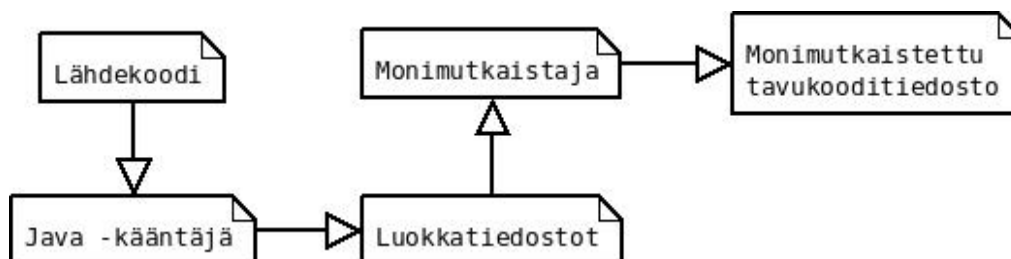 Lähdekoodi
Java -kääntäjä
Luokkatiedostot
Monimutkaistaja
Monimutkaistettu
tavukooditiedosto